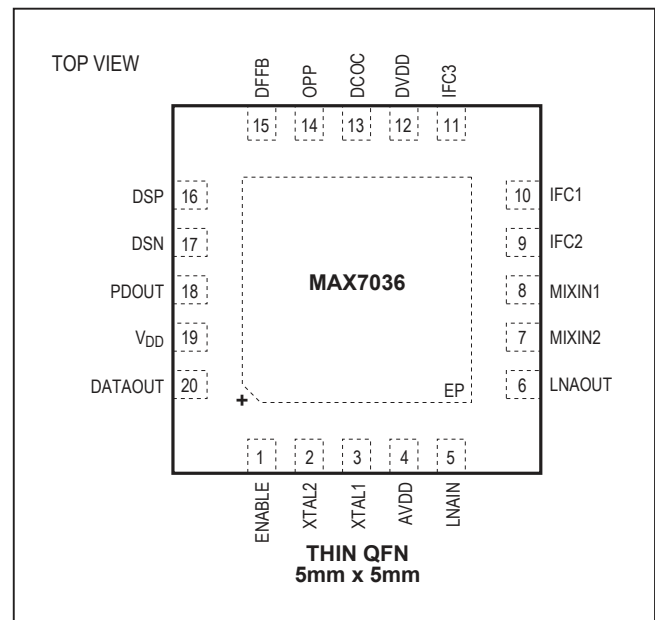 TOP VIEW
DFFB OPP DCOC DVDD IFC3
15 14 13 12 11
DSP 16 10 IFC1
DSN 17 9 IFC2
MAX7036
PDOUT 18 8 MIXIN1
VDD 19 7 MIXIN2
DATAOUT 20 6 LNAOUT
EP
+
1 2 3 4 5
ENABLE XTAL2 XTAL1 AVDD LNAIN
THIN QFN
5mm x 5mm